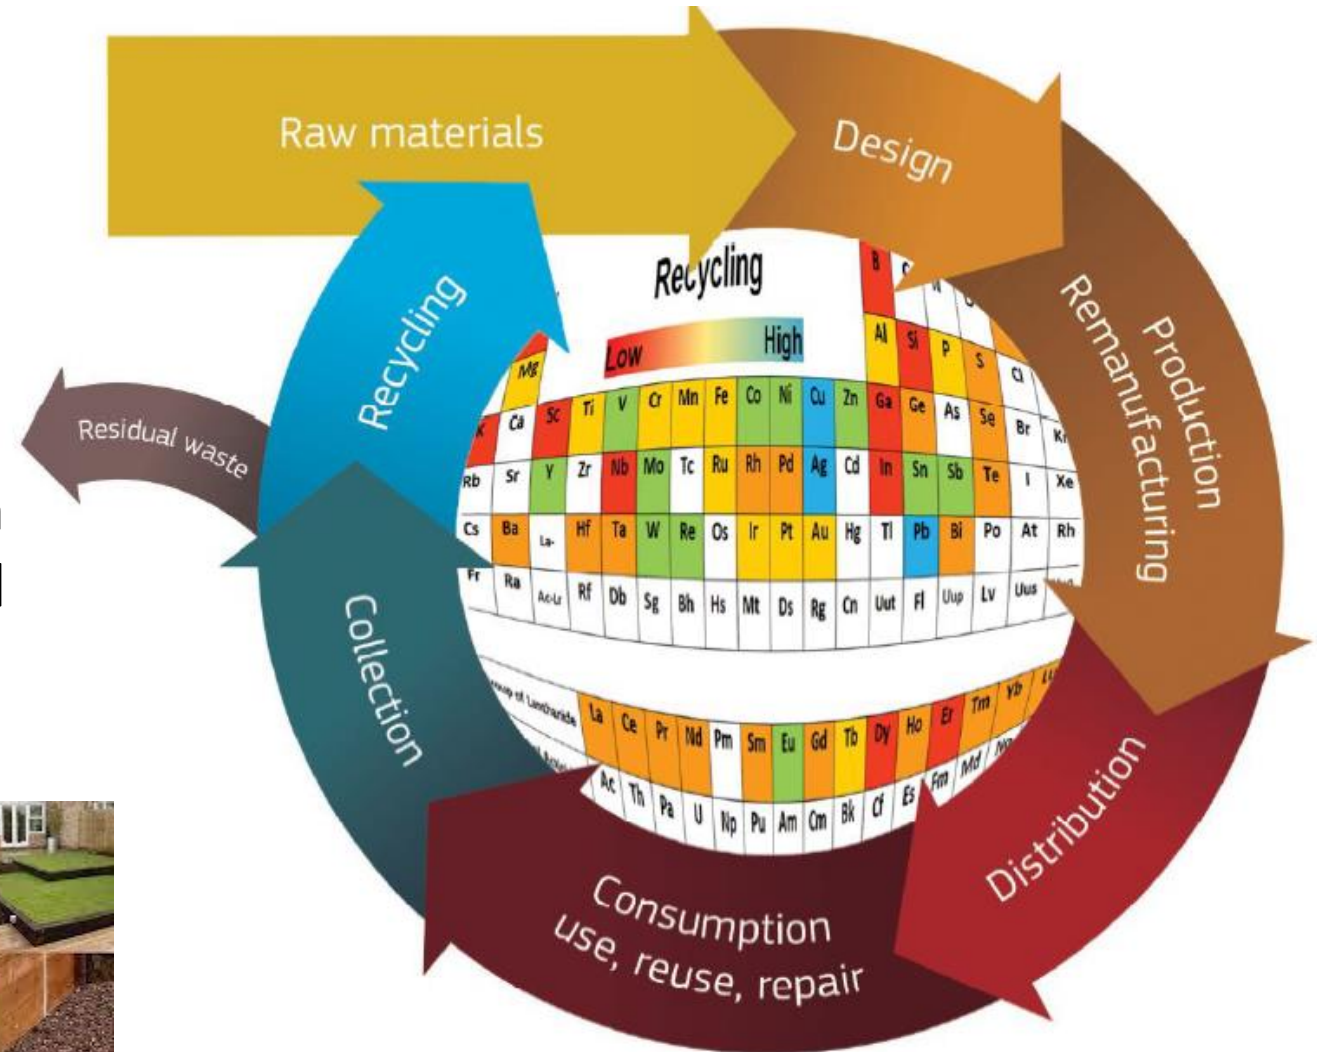 Raw materials
Design
Production
Remanufacturing
Distribution
Consumption
use, reuse, repair
Collection
Recycling
Residual waste
Recycling
Low High
B
Mg Al Si P S Cl
K Ca Sc Ti V Cr Mn Fe Co Ni Cu Zn Ga Ge As Se Br Kr
Rb Sr Y Zr Nb Mo Tc Ru Rh Pd Ag Cd In Sn Sb Te I Xe
Cs Ba La- Hf Ta W Re Os Ir Pt Au Hg Tl Pb Bi Po At Rh
Fr Ra Ac-Lr Rf Db Sg Bh Hs Mt Ds Rg Cn Uut Fl Uup Lv Uus
of Lanthanide La Ce Pr Nd Pm Sm Eu Gd Tb Dy Ho Er Tm Yb
Ac Th Pa U Np Pu Am Cm Bk Cf Es Fm Md